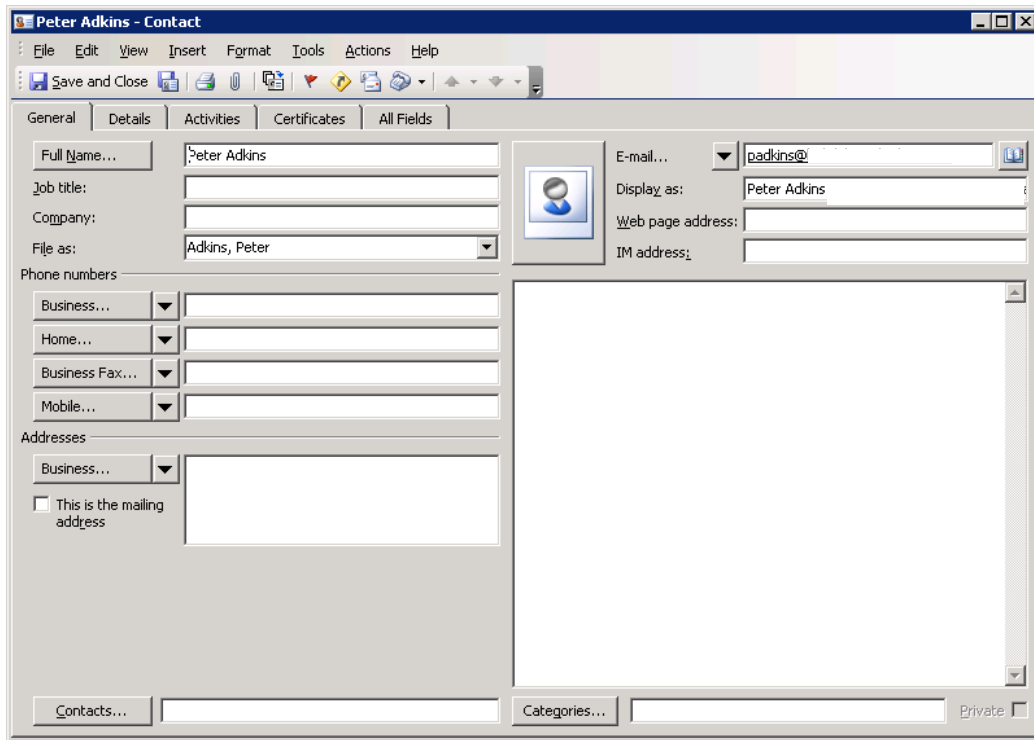 Peter Adkins - Contact
File Edit View Insert Format Tools Actions Help
Save and Close
General Details Activities Certificates All Fields
Full Name... Peter Adkins
Job title:
Company:
File as: Adkins, Peter
Phone numbers
Business...
Home...
Business Fax...
Mobile...
Addresses
Business...
This is the mailing
address
E-mail... padkins@
Display as: Peter Adkins
Web page address:
IM address:
Contacts...
Categories...
Private